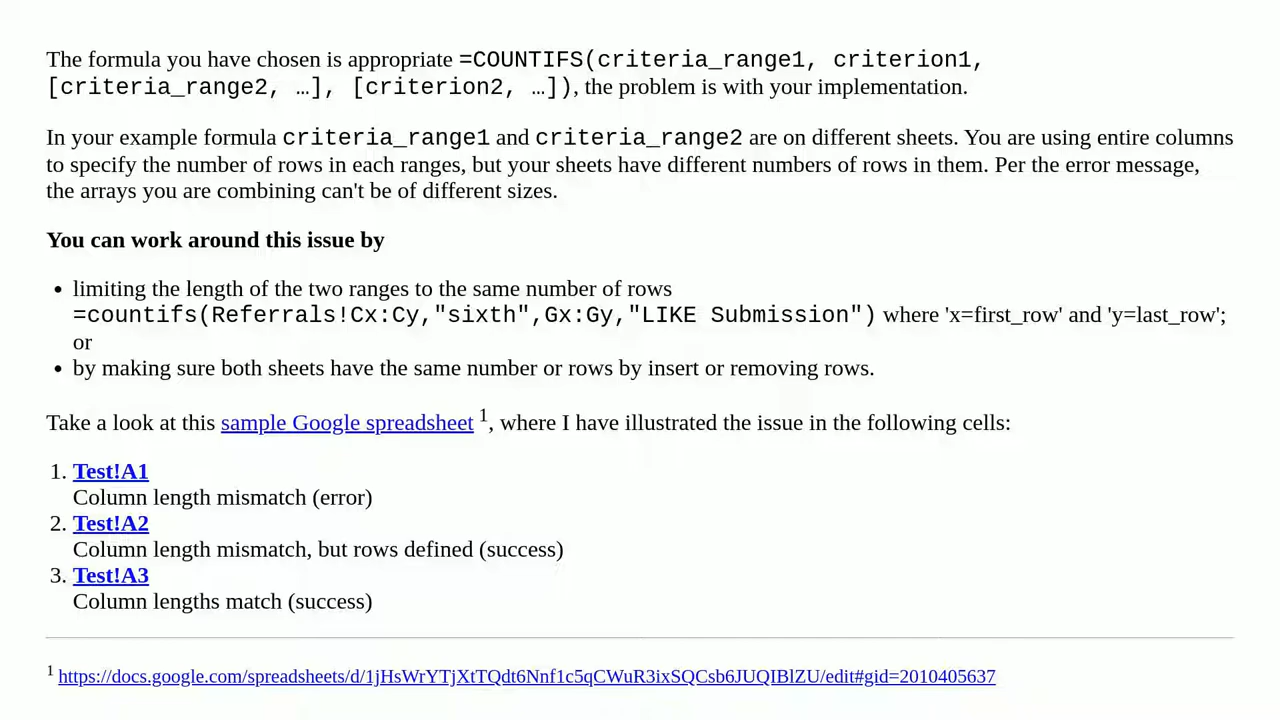 The formula you have chosen is appropriate =COUNTIFS(criteria_range1, criterion1,
[criteria_range2, …], [criterion2, …]), the problem is with your implementation.
In your example formula criteria_range1 and criteria_range2 are on different sheets. You are using entire columns
to specify the number of rows in each ranges, but your sheets have different numbers of rows in them. Per the error message,
the arrays you are combining can't be of different sizes.
You can work around this issue by
• limiting the length of the two ranges to the same number of rows
=countifs(Referrals!Cx:Cy,"sixth",Gx:Gy,"LIKE Submission") where 'x=first_row' and 'y=last_row';
or
• by making sure both sheets have the same number or rows by insert or removing rows.
Take a look at this sample Google spreadsheet 1, where I have illustrated the issue in the following cells:
1. Test!A1
Column length mismatch (error)
2. Test!A2
Column length mismatch, but rows defined (success)
3. Test!A3
Column lengths match (success)
1 https://docs.google.com/spreadsheets/d/1jHsWrYTjXtTQdt6Nnf1c5qCWuR3ixSQCsb6JUQIBlZU/edit#gid=2010405637